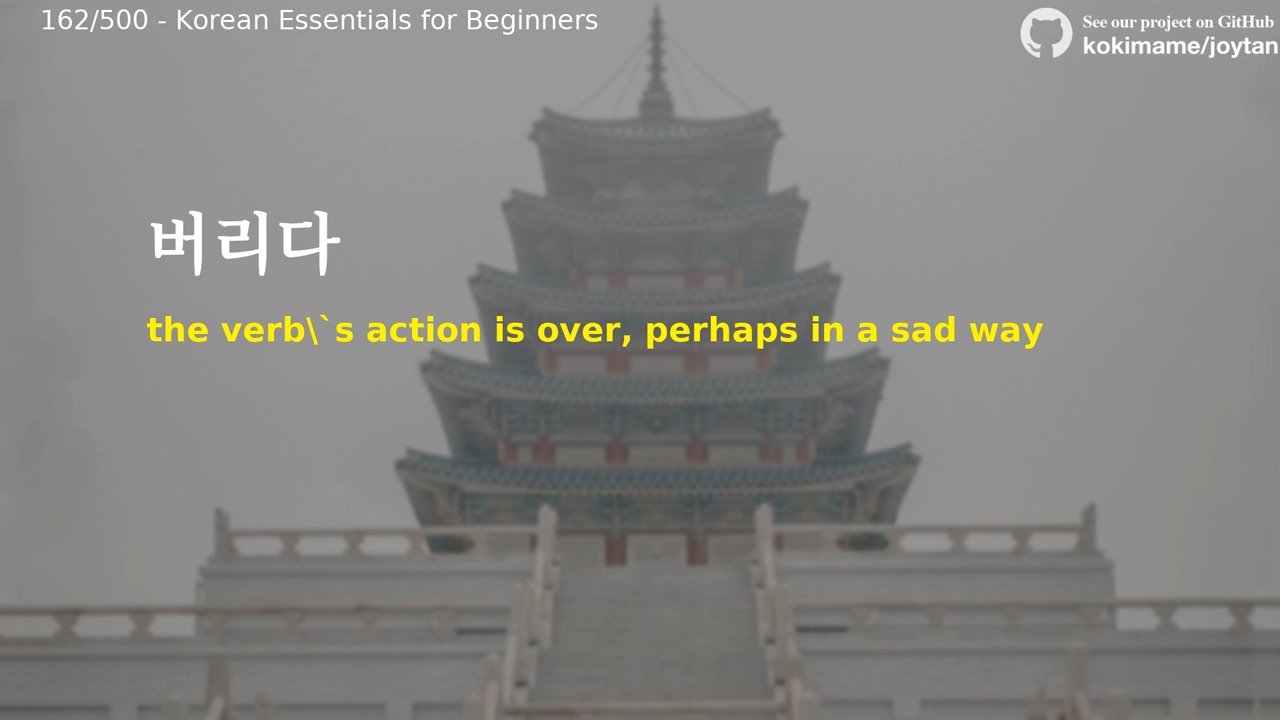 162/500 - Korean Essentials for Beginners
See our project on GitHub
kokimame/joytan
버리다
the verb\`s action is over, perhaps in a sad way